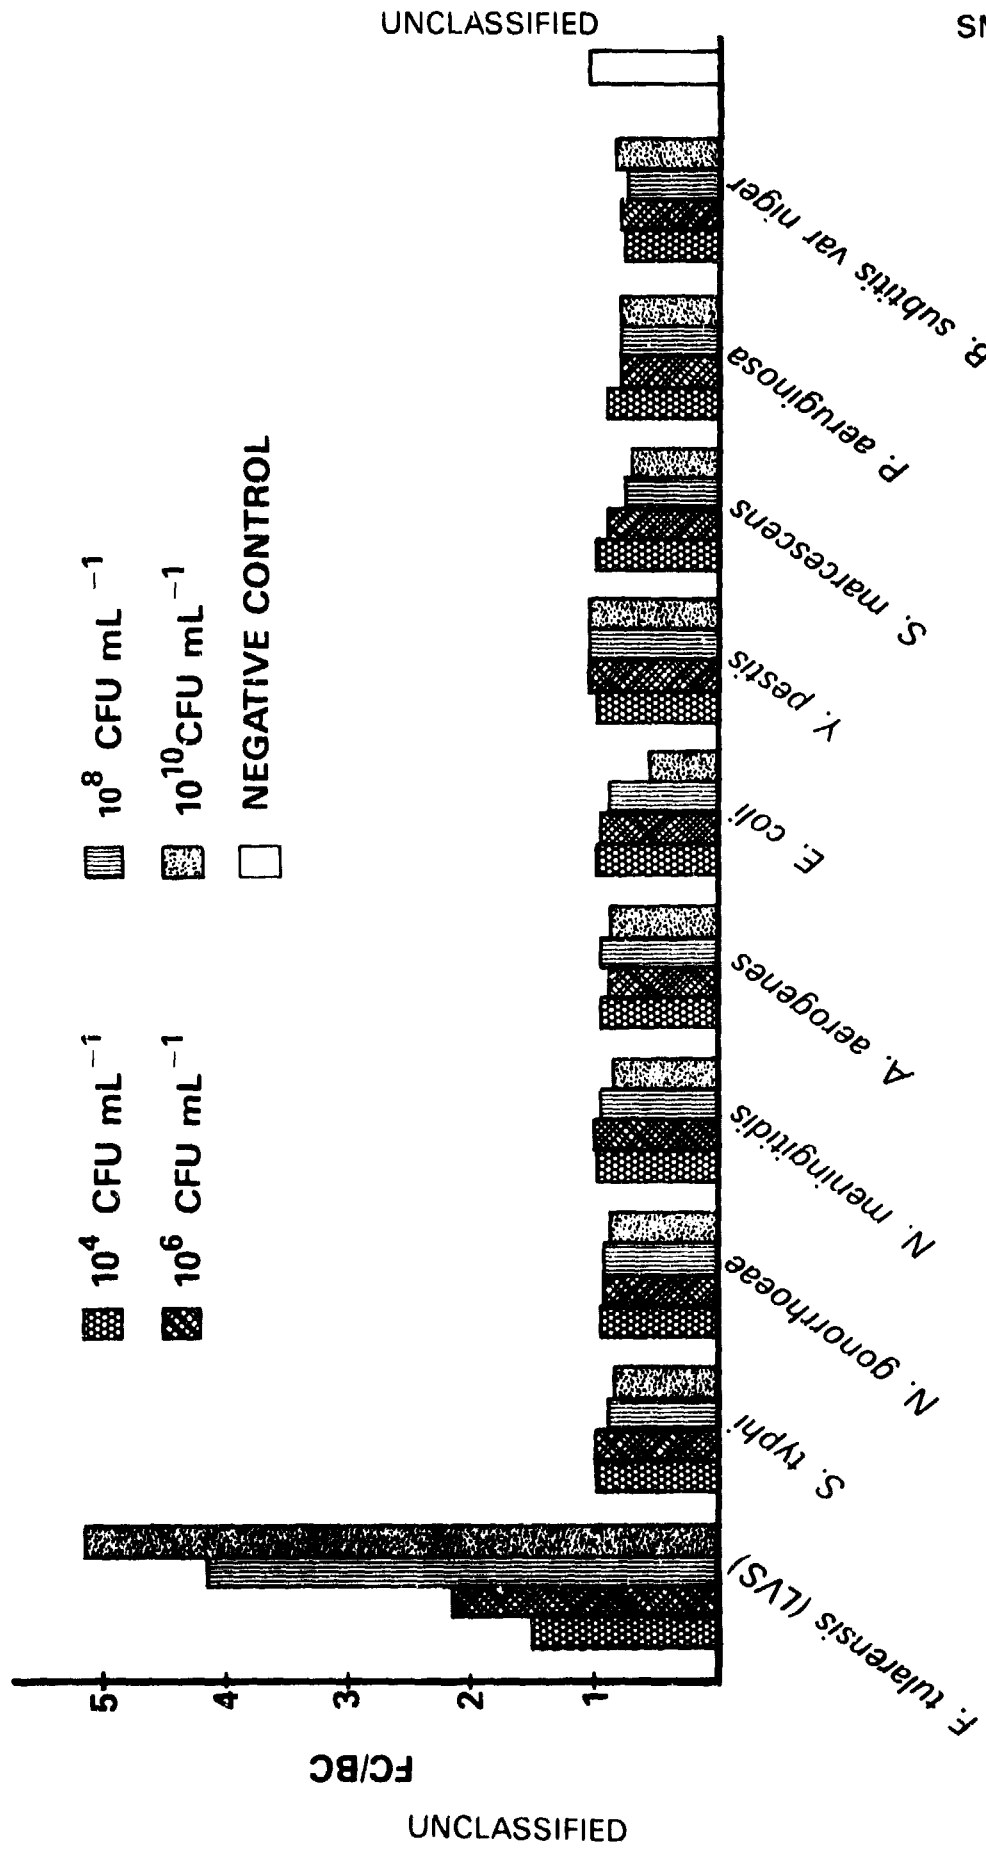 UNCLASSIFIED
SN
10⁴ CFU mL⁻¹
10⁶ CFU mL⁻¹
10⁸ CFU mL⁻¹
10¹⁰ CFU mL⁻¹
NEGATIVE CONTROL
FC/BC
5
4
3
2
1
F. tularensis (LVS)
S. typhi
N. gonorrhoeae
N. meningitidis
A. aerogenes
E. coli
Y. pestis
S. marcescens
P. aeruginosa
B. subtitis var niger
UNCLASSIFIED